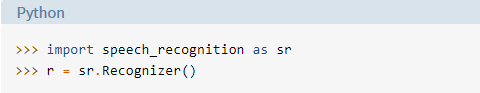 Python
>>> import speech_recognition as sr
>>> r = sr.Recognizer()